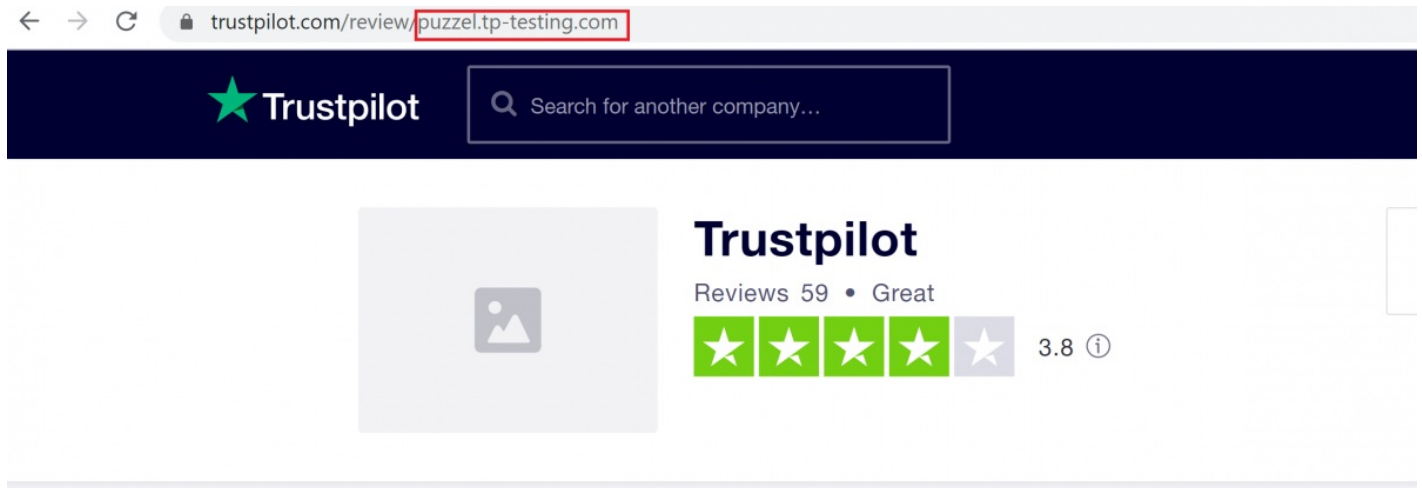 trustpilot.com/review/puzzel.tp-testing.com
Trustpilot
Search for another company...
Trustpilot
Reviews 59 • Great
3.8